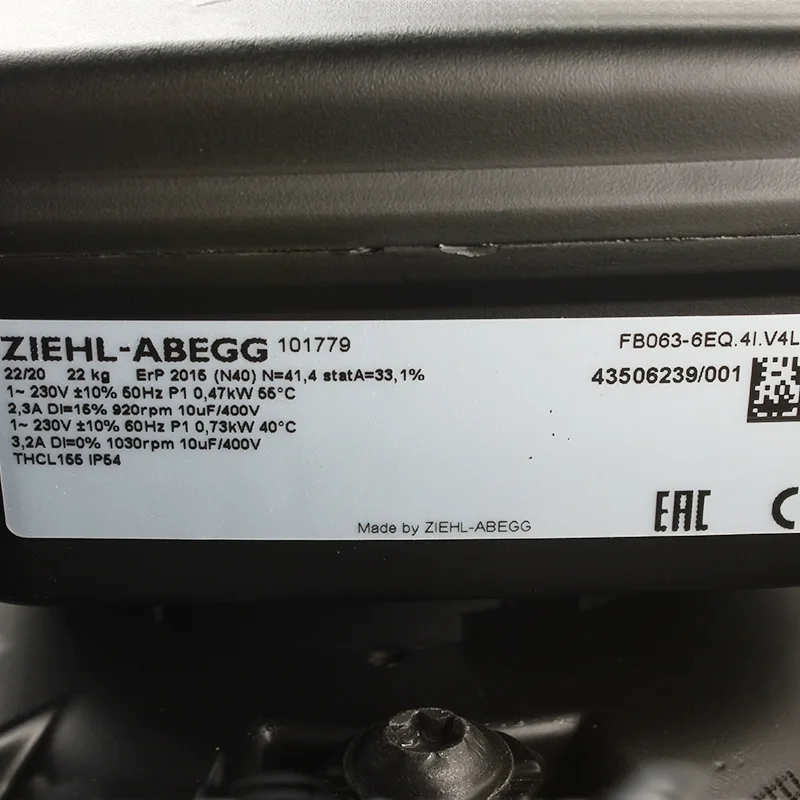 ZIEHL-ABEGG 101779
FB063-6EQ.4I.V4L
22/20 22 kg ErP 2015 (N40) N=41,4 statA=33,1%
43506239/001
1~ 230V ±10% 50Hz P1 0,47kW 55°C
2,3A DI=15% 920rpm 10uF/400V
1~ 230V ±10% 60Hz P1 0,73kW 40°C
3,2A DI=0% 1030rpm 10uF/400V
THCL155 IP54
Made by ZIEHL-ABEGG
EAC